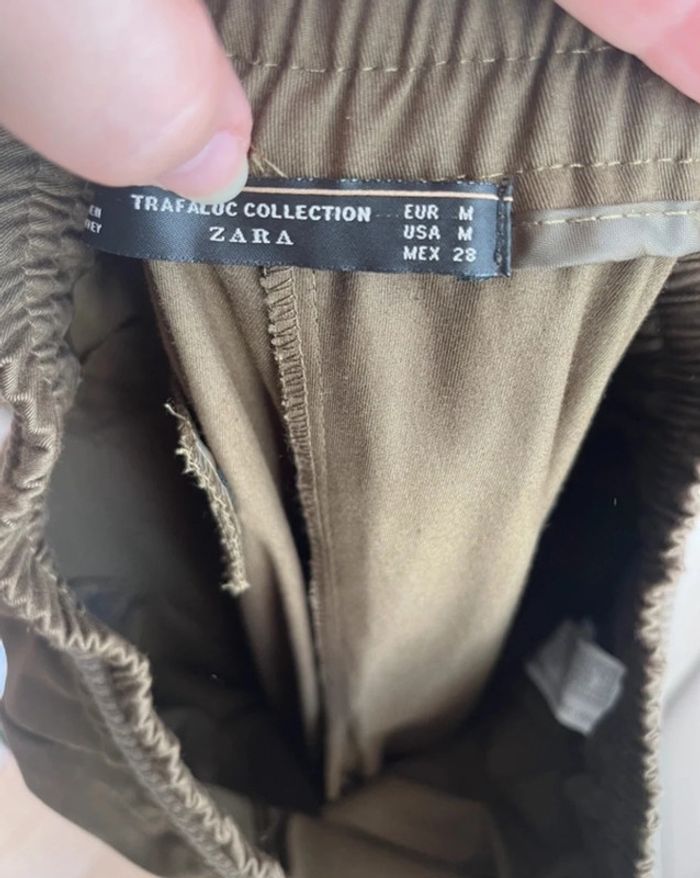 TRAFALUC COLLECTION
ZARA
EUR M
USA M
MEX 28